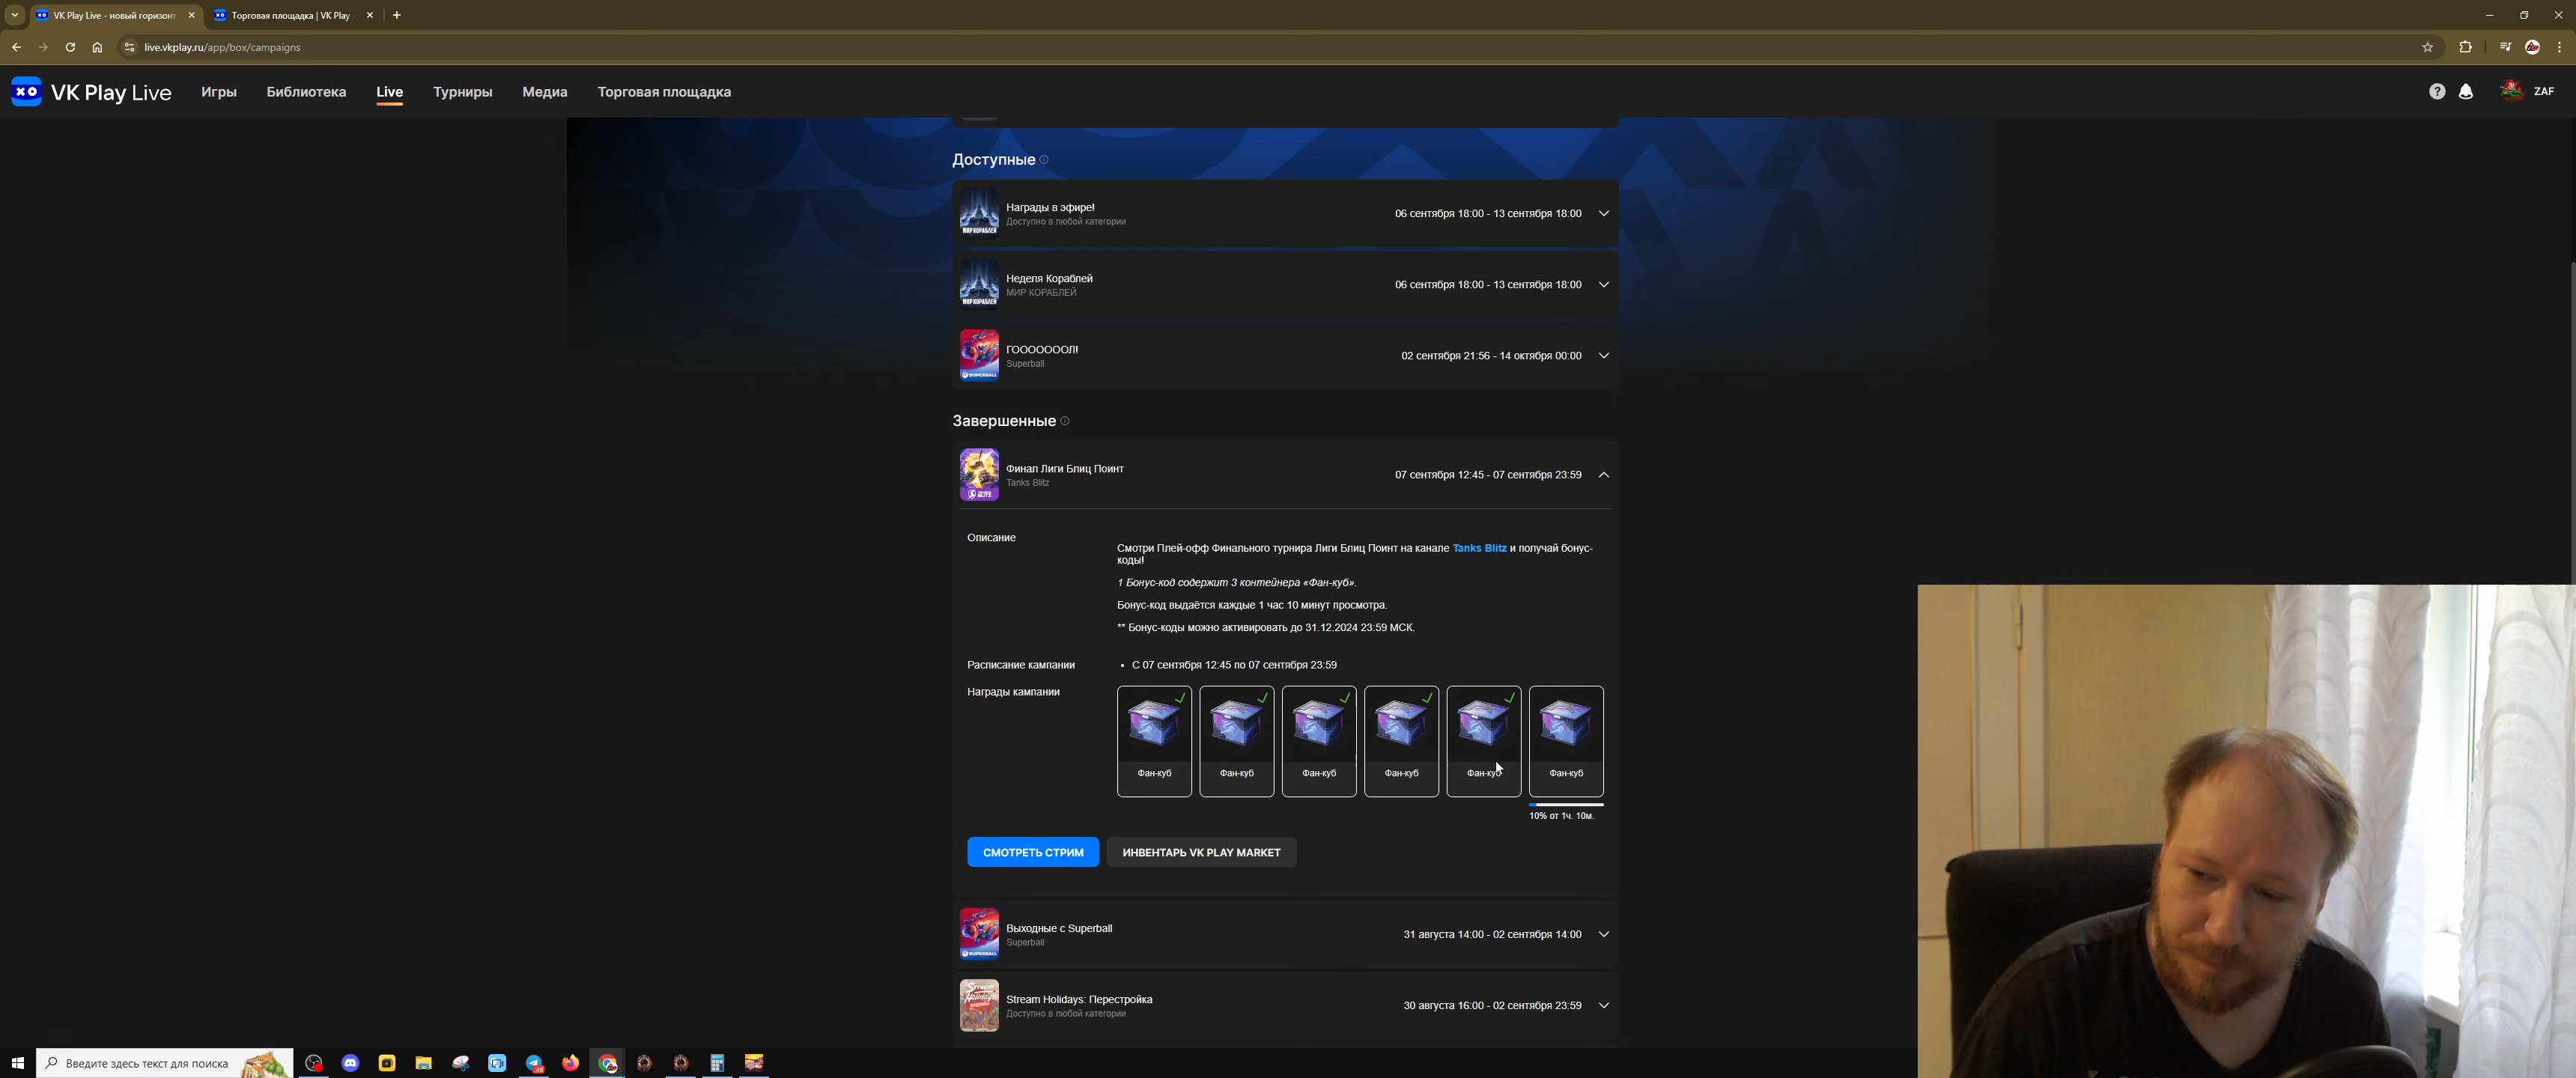 VK Play Live - новый горизонт
Торговая площадка | VK Play
live.vkplay.ru/app/box/campaigns
VK Play Live
Игры
Библиотека
Live
Турниры
Медиа
Торговая площадка
ZAF
Доступные
МИР КОРАБЛЕЙ
Награды в эфире!
Доступно в любой категории
06 сентября 18:00 - 13 сентября 18:00
МИР КОРАБЛЕЙ
Неделя Кораблей
МИР КОРАБЛЕЙ
06 сентября 18:00 - 13 сентября 18:00
SUPERBALL
ГОООООООЛ!
Superball
02 сентября 21:56 - 14 октября 00:00
Завершенные
Финал Лиги Блиц Поинт
Tanks Blitz
07 сентября 12:45 - 07 сентября 23:59
Описание
Смотри Плей-офф Финального турнира Лиги Блиц Поинт на канале Tanks Blitz и получай бонус-
коды!
1 Бонус-код содержит 3 контейнера «Фан-куб».
Бонус-код выдаётся каждые 1 час 10 минут просмотра.
** Бонус-коды можно активировать до 31.12.2024 23:59 МСК.
Расписание кампании
• С 07 сентября 12:45 по 07 сентября 23:59
Награды кампании
Фан-куб
Фан-куб
Фан-куб
Фан-куб
Фан-куб
Фан-куб
10% от 1ч. 10м.
СМОТРЕТЬ СТРИМ
ИНВЕНТАРЬ VK PLAY MARKET
SUPERBALL
Выходные с Superball
Superball
31 августа 14:00 - 02 сентября 14:00
Stream Holidays
Stream Holidays: Перестройка
Доступно в любой категории
30 августа 16:00 - 02 сентября 23:59
Введите здесь текст для поиска